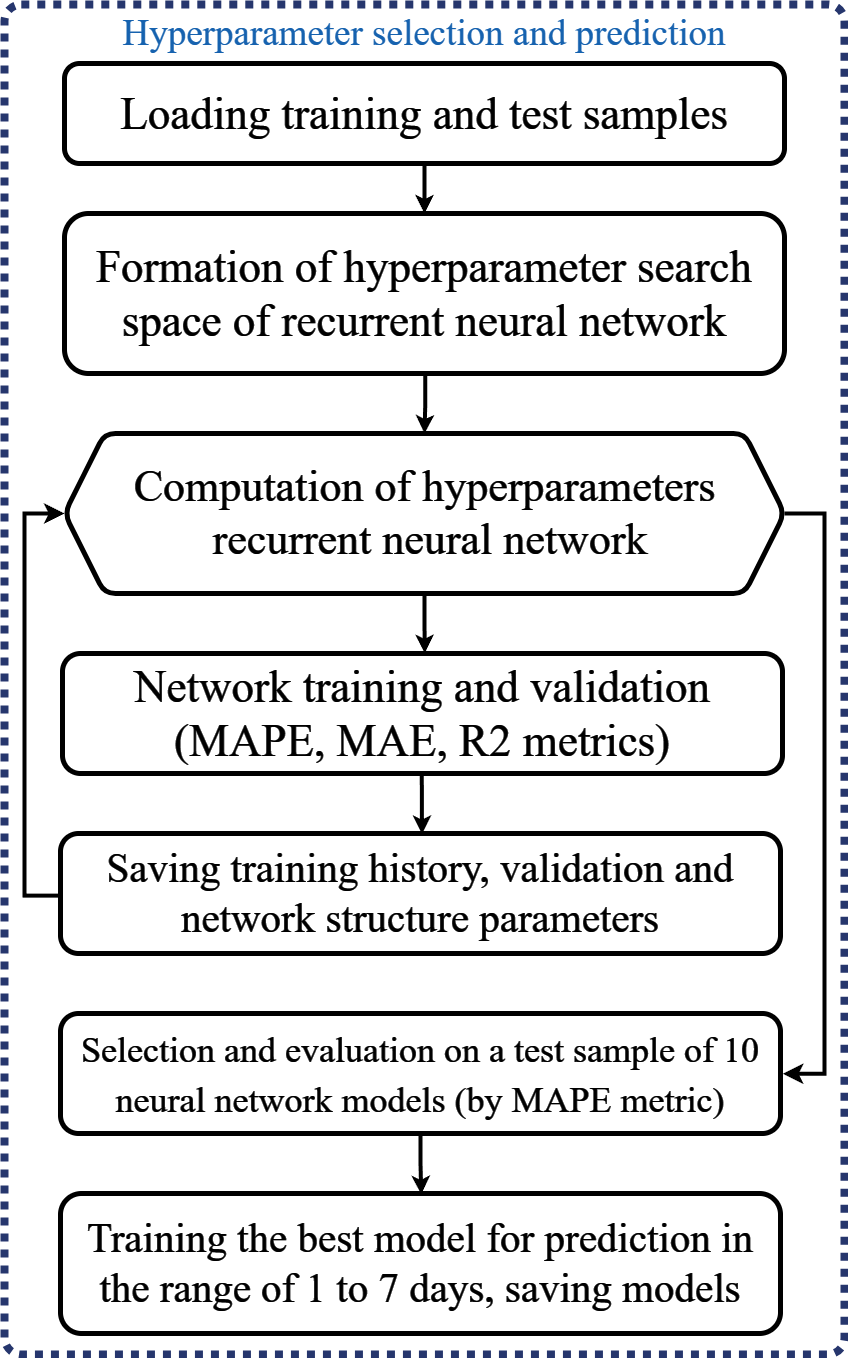 Hyperparameter selection and prediction
Loading training and test samples
Formation of hyperparameter search
space of recurrent neural network
Computation of hyperparameters
recurrent neural network
Network training and validation
(MAPE, MAE, R2 metrics)
Saving training history, validation and
network structure parameters
Selection and evaluation on a test sample of 10
neural network models (by MAPE metric)
Training the best model for prediction in
the range of 1 to 7 days, saving models